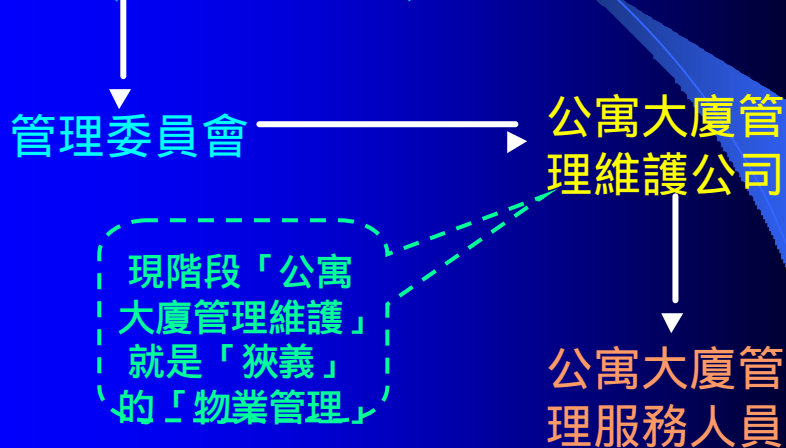 管理委員會
公寓大廈管
理維護公司
現階段「公寓
大廈管理維護」
就是「狹義」
的「物業管理」
公寓大廈管
理服務人員